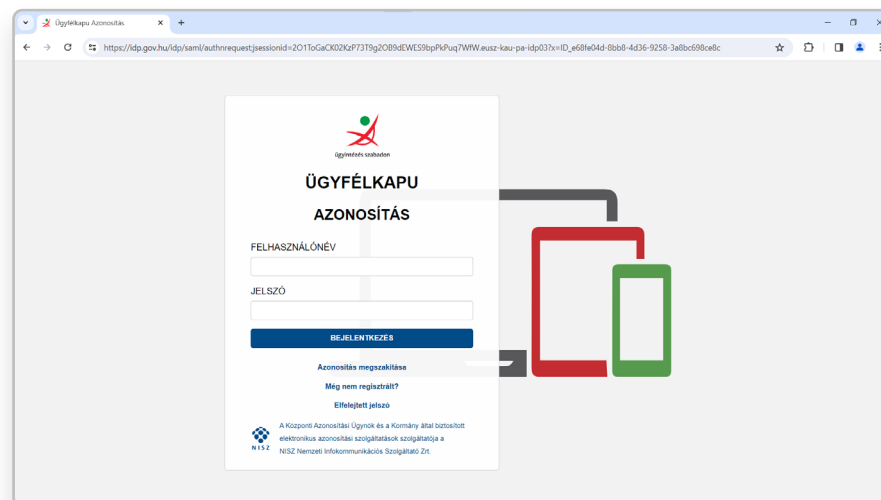 Ügyfélkapu Azonosítás
https://idp.gov.hu/idp/saml/authnrequest;jsessionid=2O1ToGaCK02KzP73T9g2OB9dEWES9bpPkPuq7WfW.eusz-kau-pa-idp03?x=ID_e68fe04d-8bb8-4d36-9258-3a8bc698ce8c
ügyintézés szabadon
ÜGYFÉLKAPU
AZONOSÍTÁS
FELHASZNÁLÓNÉV
JELSZÓ
BEJELENTKEZÉS
Azonosítás megszakítása
Még nem regisztrált?
Elfelejtett jelszó
A Központi Azonosítási Ügynök és a Kormány által biztosított
elektronikus azonosítási szolgáltatások szolgáltatója a
NISZ Nemzeti Infokommunikációs Szolgáltató Zrt.
NISZ